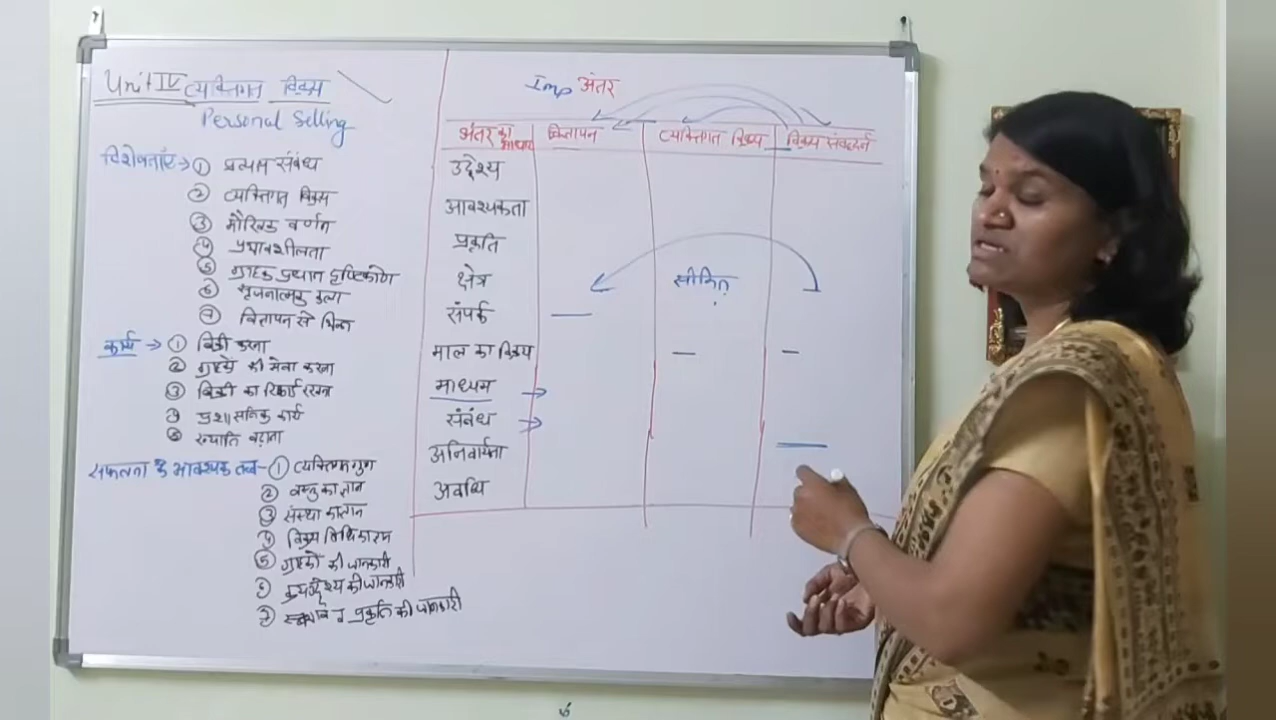 Unit IV व्यक्तिगत विक्रय
Personal Selling
विशेषताएं → ① प्रत्यक्ष संबंध
② व्यक्तिगत विक्रय
③ मौखिक वर्णन
④ प्रभावशीलता
⑤ ग्राहक प्रधान दृष्टिकोण
⑥ सृजनात्मक कला
⑦ विज्ञापन से भिन्न
कार्य → ① बिक्री करना
② ग्राहकों की सेवा करना
③ बिक्री का रिकार्ड रखना
④ प्रशासनिक कार्य
⑤ ख्याति बढ़ाना
सफलता के आवश्यक तत्व - ① व्यक्तिगत गुण
② वस्तु का ज्ञान
③ संस्था का ज्ञान
④ विक्रय विधि का ज्ञान
⑤ ग्राहकों की जानकारी
⑥ क्रय उद्देश्य की जानकारी
⑦ स्वभाव व प्रकृति की जानकारी
Imp अंतर
अंतर का आधार विज्ञापन व्यक्तिगत विक्रय विक्रय संवर्द्धन
उद्देश्य
आवश्यकता
प्रकृति
क्षेत्र सीमित
संपर्क
माल का विक्रय
माध्यम →
संबंध →
अनिवार्यता
अवधि